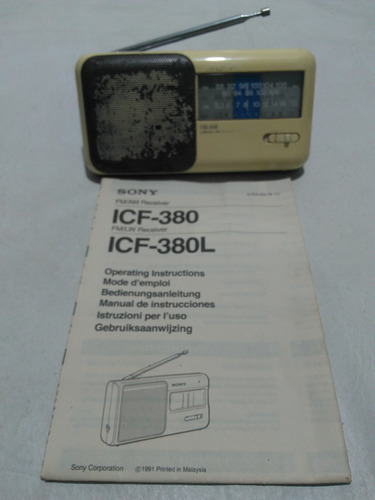 SONY
FM/AM Receiver
ICF-380
FM/LW Receiver
ICF-380L
Operating Instructions
Mode d'emploi
Bedienungsanleitung
Manual de instrucciones
Istruzioni per l'uso
Gebruiksaanwijzing
SONY
Sony Corporation ©1991 Printed in Malaysia